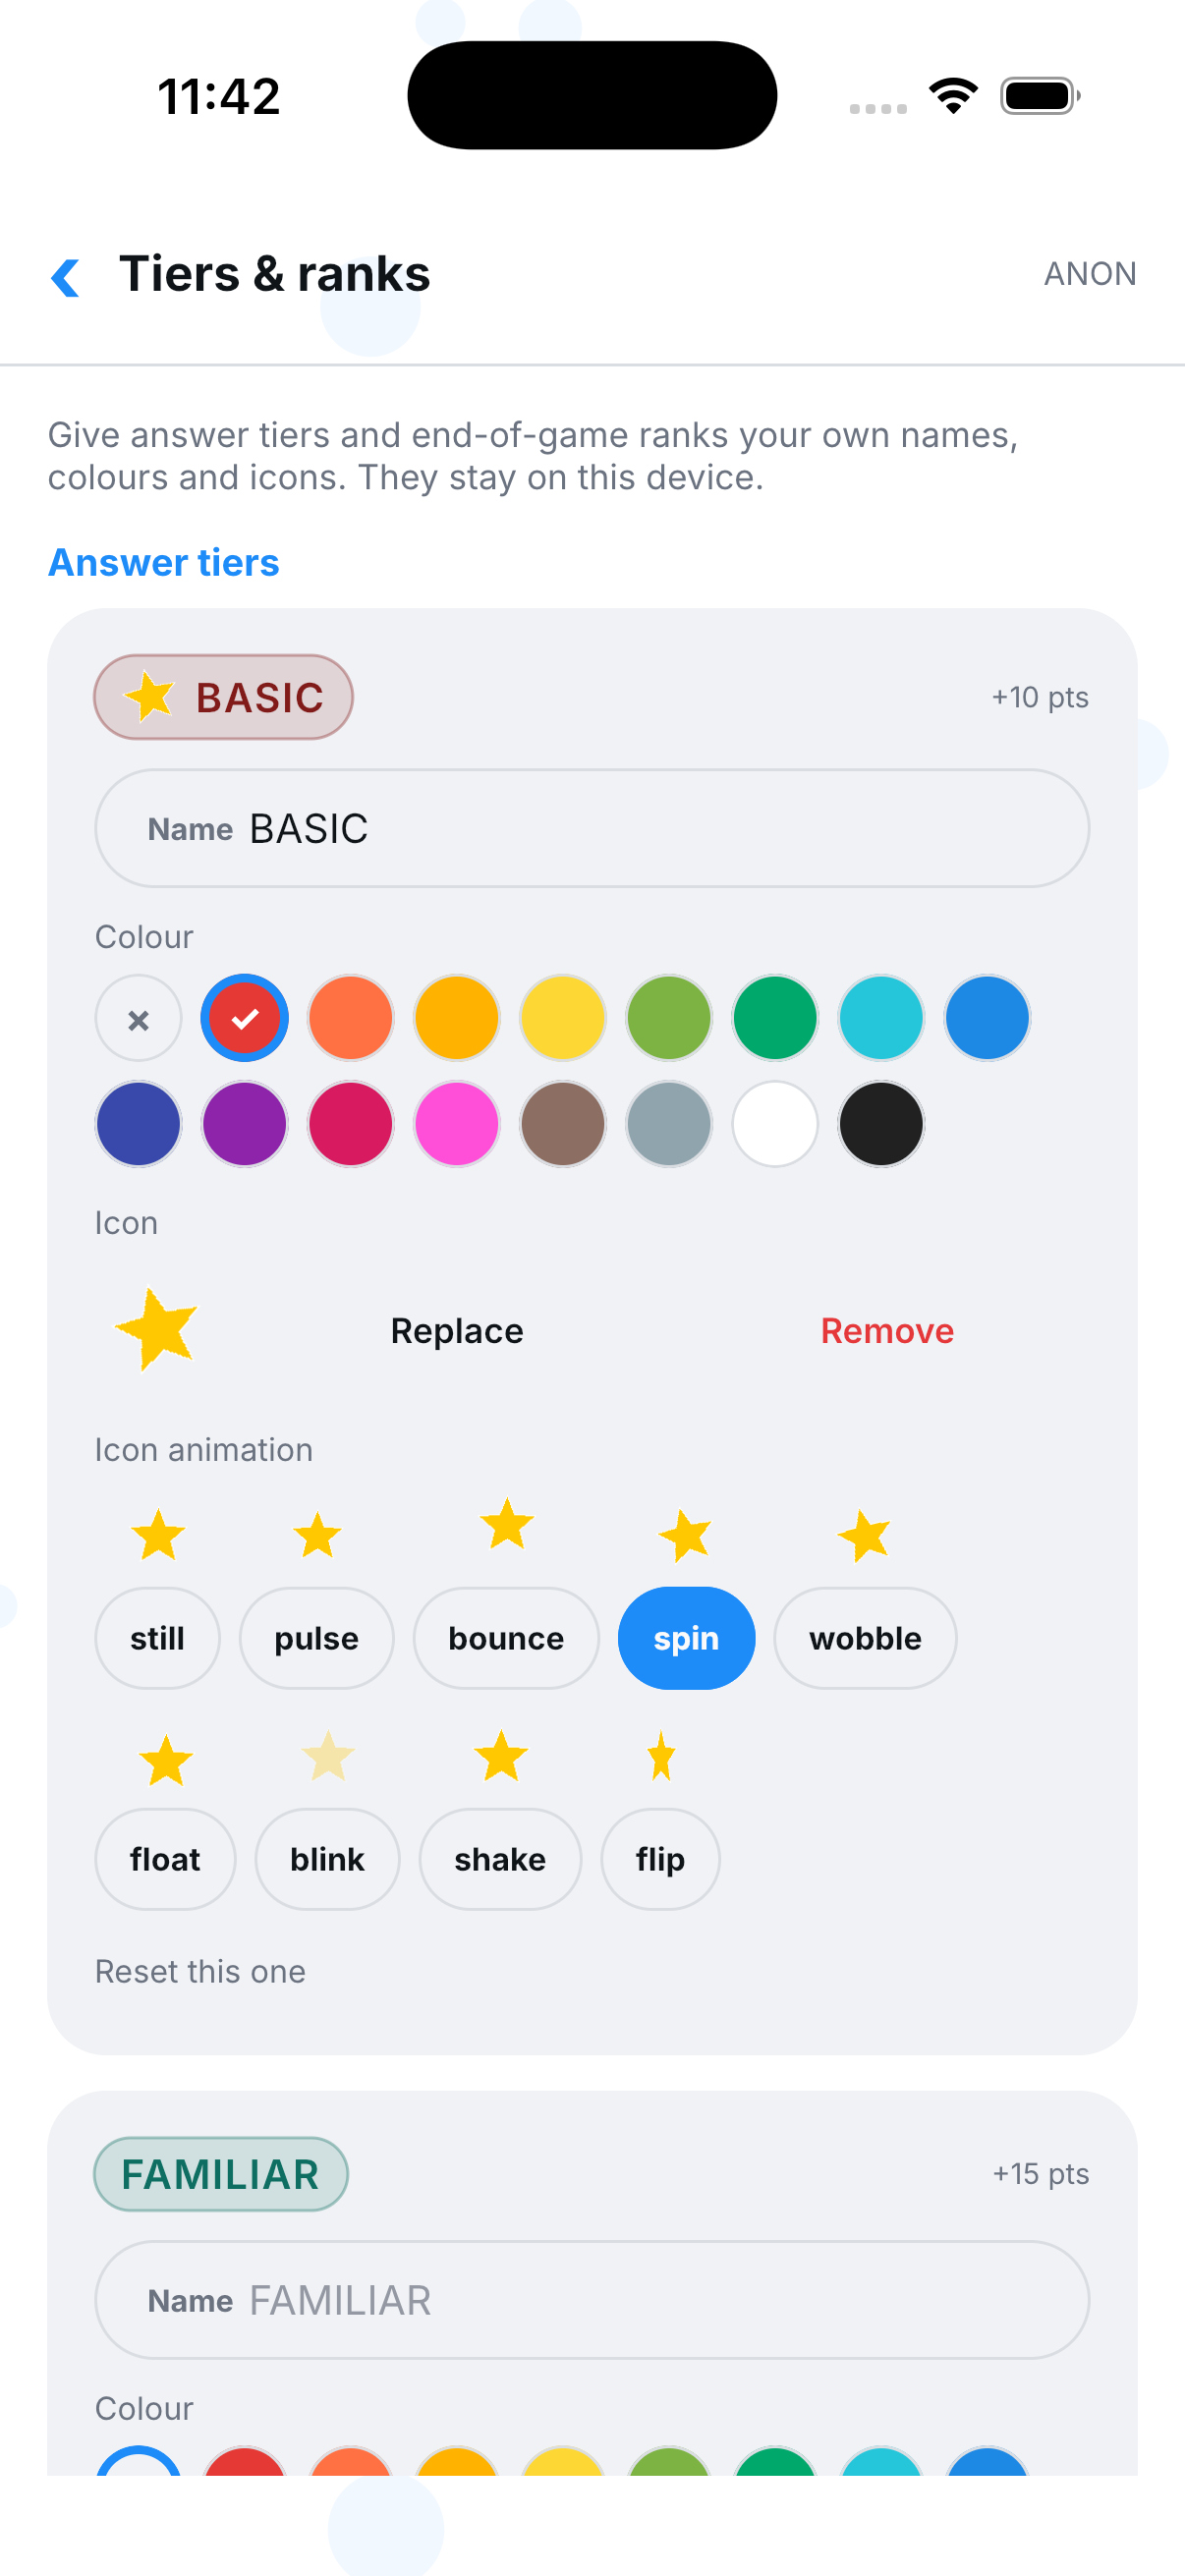 11:42
Tiers & ranks
ANON
Give answer tiers and end-of-game ranks your own names,
colours and icons. They stay on this device.
Answer tiers
BASIC
+10 pts
Name BASIC
Colour
Icon
Replace
Remove
Icon animation
still pulse bounce spin wobble
float blink shake flip
Reset this one
FAMILIAR
+15 pts
Name FAMILIAR
Colour